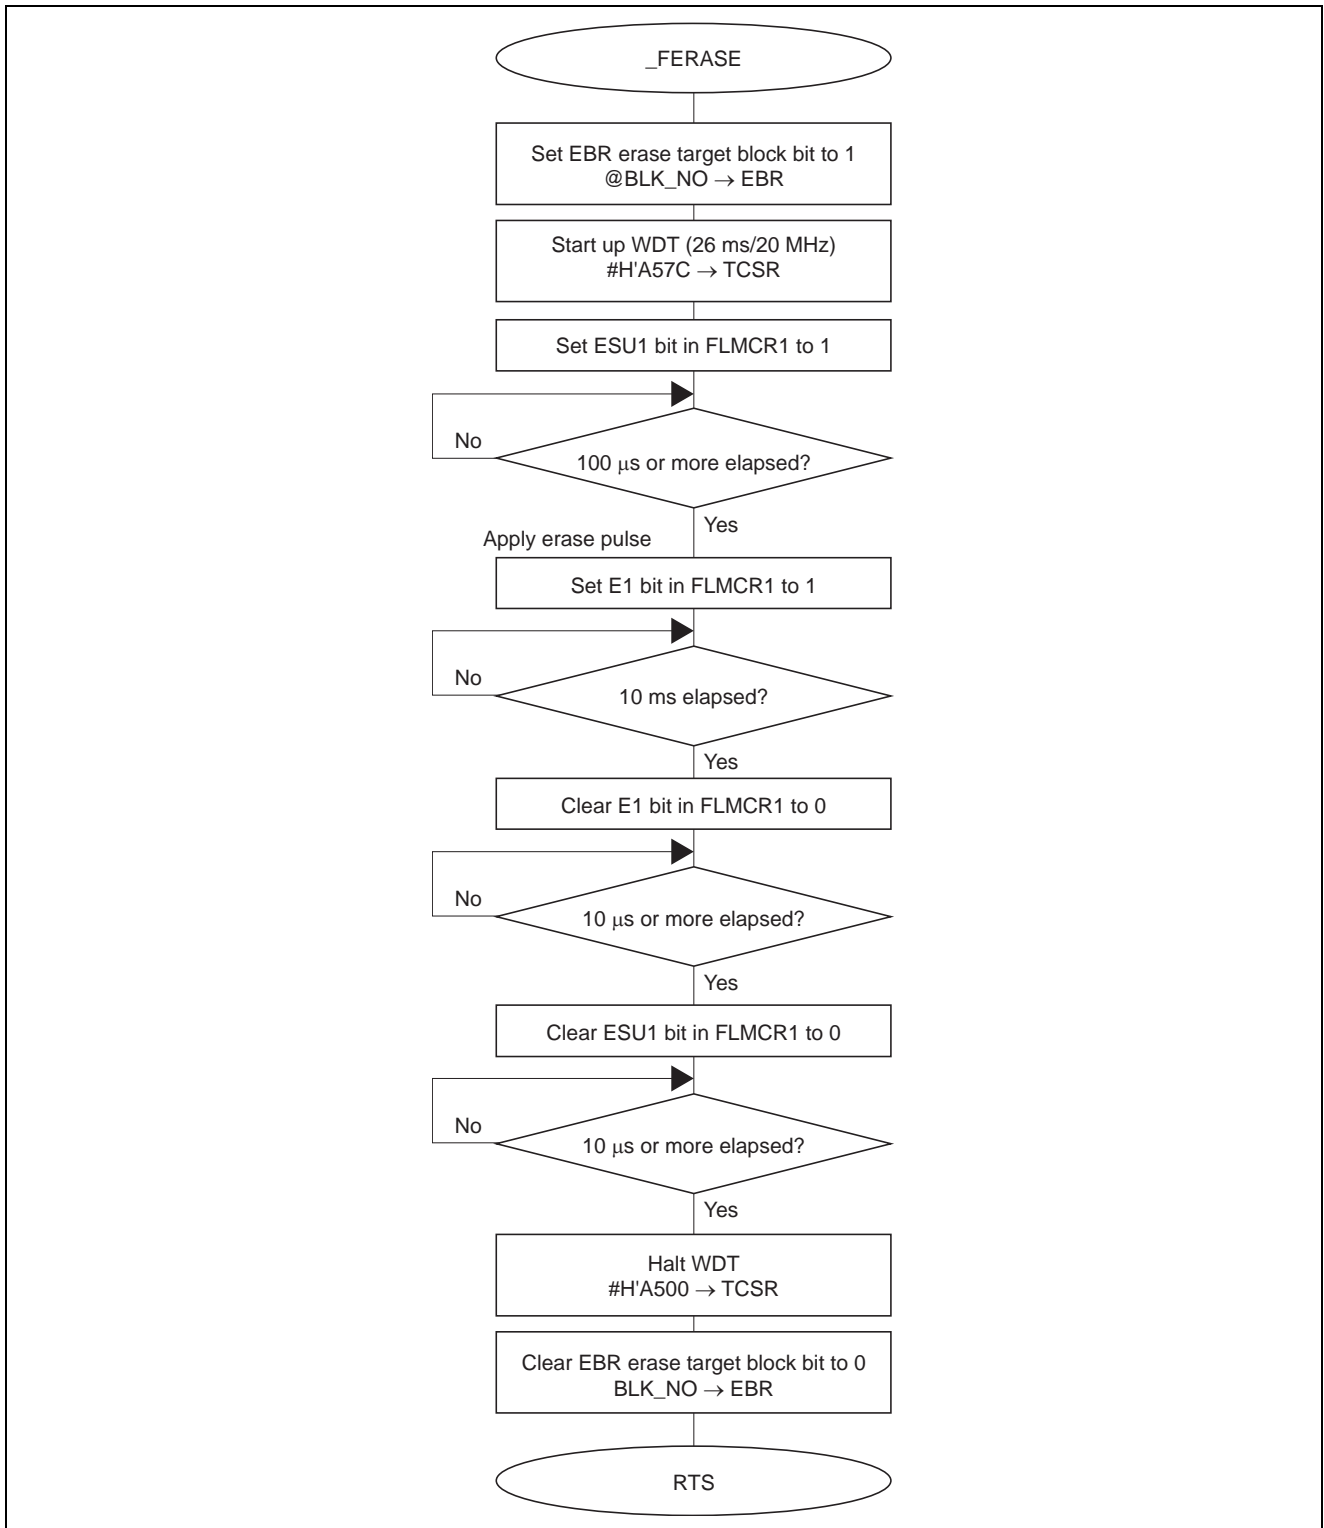 _FERASE
Set EBR erase target block bit to 1
@BLK_NO → EBR
Start up WDT (26 ms/20 MHz)
#H'A57C → TCSR
Set ESU1 bit in FLMCR1 to 1
No
100 μs or more elapsed?
Yes
Apply erase pulse
Set E1 bit in FLMCR1 to 1
No
10 ms elapsed?
Yes
Clear E1 bit in FLMCR1 to 0
No
10 μs or more elapsed?
Yes
Clear ESU1 bit in FLMCR1 to 0
No
10 μs or more elapsed?
Yes
Halt WDT
#H'A500 → TCSR
Clear EBR erase target block bit to 0
BLK_NO → EBR
RTS